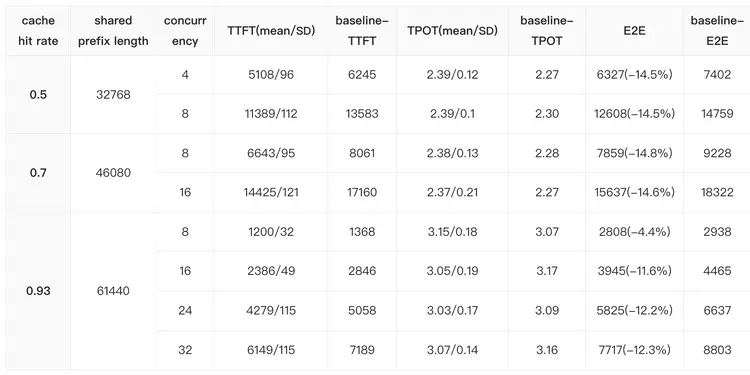 cache hit rate shared prefix length concurrency TTFT(mean/SD) baseline-TTFT TPOT(mean/SD) baseline-TPOT E2E baseline-E2E
0.5 32768 4 5108/96 6245 2.39/0.12 2.27 6327(-14.5%) 7402
8 11389/112 13583 2.39/0.1 2.30 12608(-14.5%) 14759
0.7 46080 8 6643/95 8061 2.38/0.13 2.28 7859(-14.8%) 9228
16 14425/121 17160 2.37/0.21 2.27 15637(-14.6%) 18322
0.93 61440 8 1200/32 1368 3.15/0.18 3.07 2808(-4.4%) 2938
16 2386/49 2846 3.05/0.19 3.17 3945(-11.6%) 4465
24 4279/115 5058 3.03/0.17 3.09 5825(-12.2%) 6637
32 6149/115 7189 3.07/0.14 3.16 7717(-12.3%) 8803